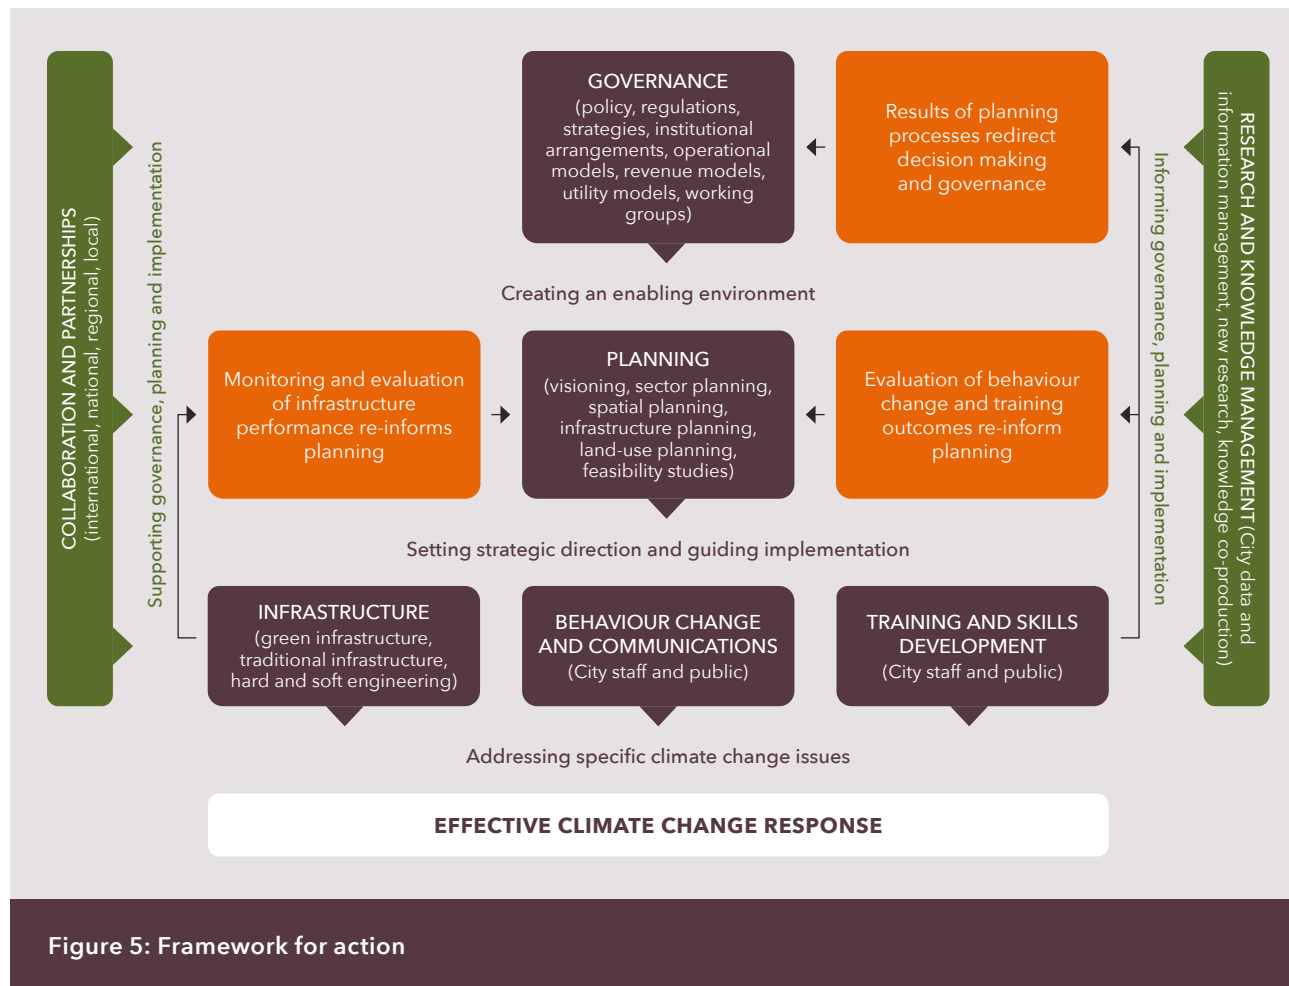 COLLABORATION AND PARTNERSHIPS
(international, national, regional, local)
Supporting governance, planning and implementation
GOVERNANCE
(policy, regulations,
strategies, institutional
arrangements, operational
models, revenue models,
utility models, working
groups)
Results of planning
processes redirect
decision making
and governance
Creating an enabling environment
Monitoring and evaluation
of infrastructure
performance re-informs
planning
PLANNING
(visioning, sector planning,
spatial planning,
infrastructure planning,
land-use planning,
feasibility studies)
Evaluation of behaviour
change and training
outcomes re-inform
planning
Setting strategic direction and guiding implementation
INFRASTRUCTURE
(green infrastructure,
traditional infrastructure,
hard and soft engineering)
BEHAVIOUR CHANGE
AND COMMUNICATIONS
(City staff and public)
TRAINING AND SKILLS
DEVELOPMENT
(City staff and public)
Addressing specific climate change issues
EFFECTIVE CLIMATE CHANGE RESPONSE
Informing governance, planning and implementation
RESEARCH AND KNOWLEDGE MANAGEMENT (City data and
information management, new research, knowledge co-production)
Figure 5: Framework for action